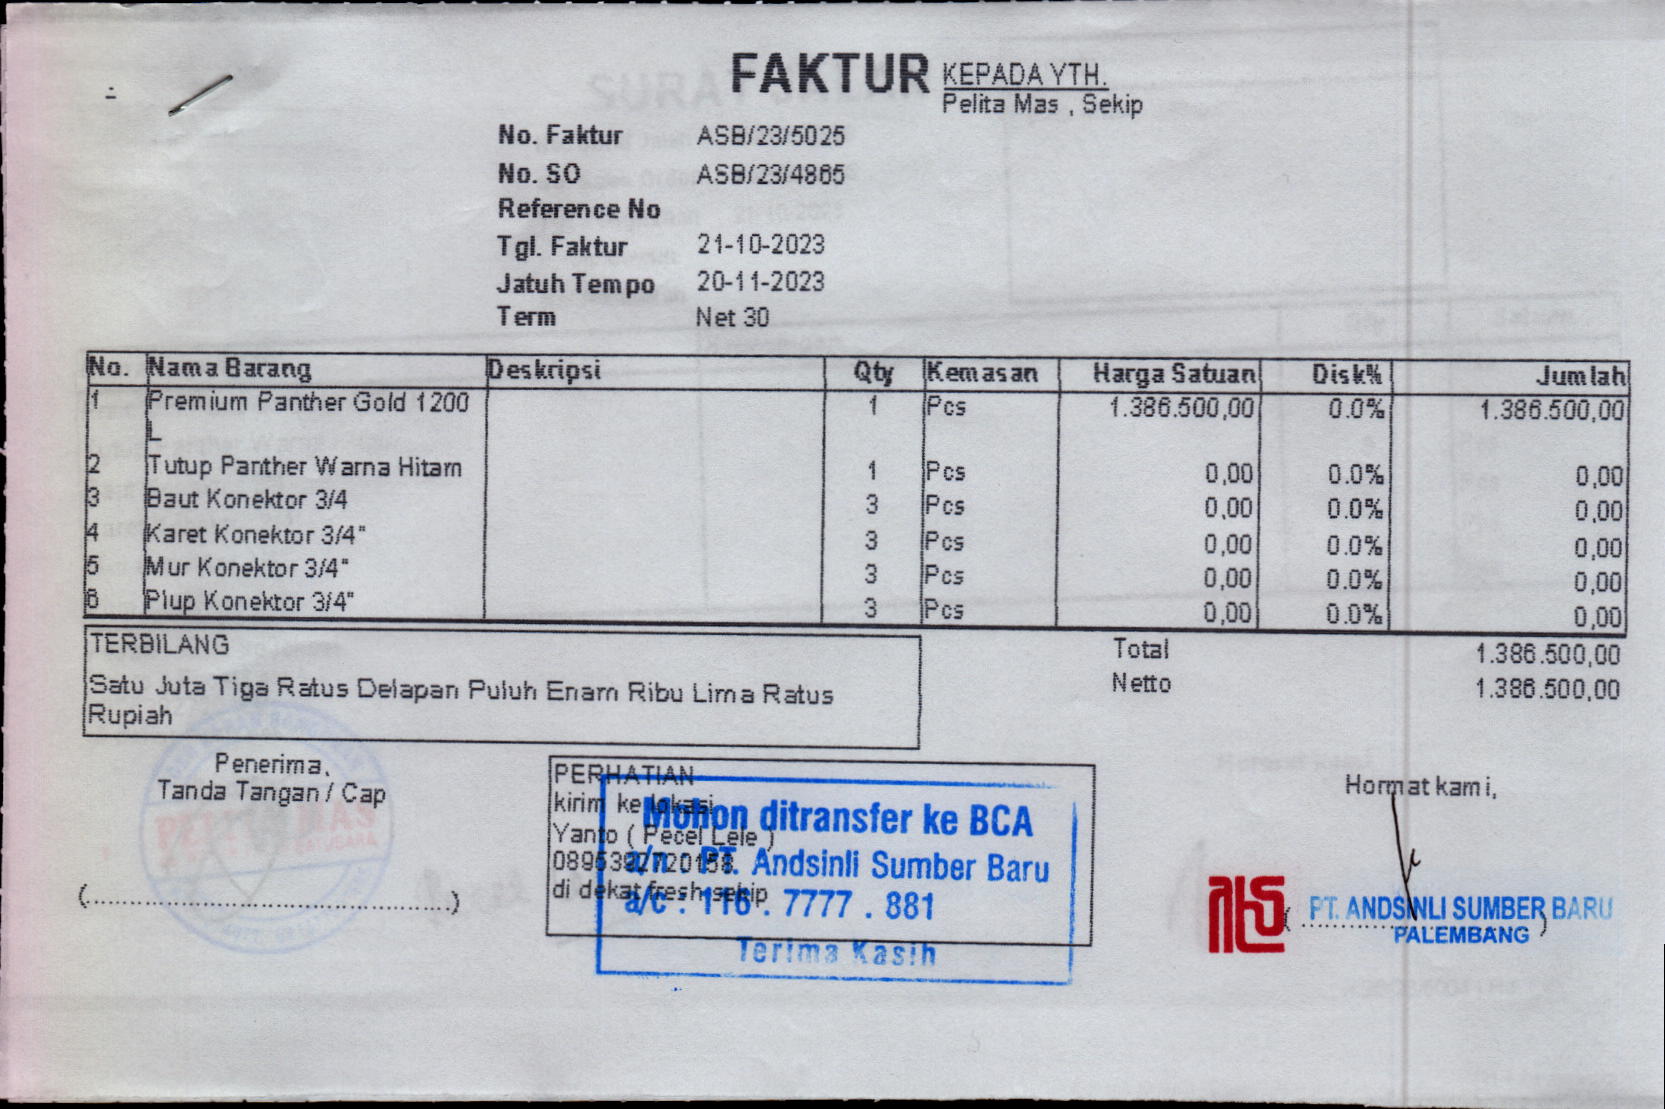 FAKTUR
KEPADA YTH.
Pelita Mas , Sekip
No. Faktur ASB/23/5025
No. SO ASB/23/4865
Reference No
Tgl. Faktur 21-10-2023
Jatuh Tempo 20-11-2023
Term Net 30
No. Nama Barang Deskripsi Qty Kemasan Harga Satuan Disk% Jumlah
1 Premium Panther Gold 1200 1 Pcs 1.386.500,00 0.0% 1.386.500,00
L
2 Tutup Panther Warna Hitam 1 Pcs 0,00 0.0% 0,00
3 Baut Konektor 3/4 3 Pcs 0,00 0.0% 0,00
4 Karet Konektor 3/4" 3 Pcs 0,00 0.0% 0,00
5 Mur Konektor 3/4" 3 Pcs 0,00 0.0% 0,00
6 Plup Konektor 3/4" 3 Pcs 0,00 0.0% 0,00
TERBILANG
Satu Juta Tiga Ratus Delapan Puluh Enam Ribu Lima Ratus
Rupiah
Total 1.386.500,00
Netto 1.386.500,00
Penerima,
Tanda Tangan / Cap
(....................................................)
PERHATIAN
kirim ke lokasi
Yanto ( Pecel Lele )
di dekat fresh sekip
Mohon ditransfer ke BCA
a/n. PT. Andsinli Sumber Baru
a/c : 116 . 7777 . 881
Terima Kasih
Hormat kami,
PT. ANDSINLI SUMBER BARU
PALEMBANG